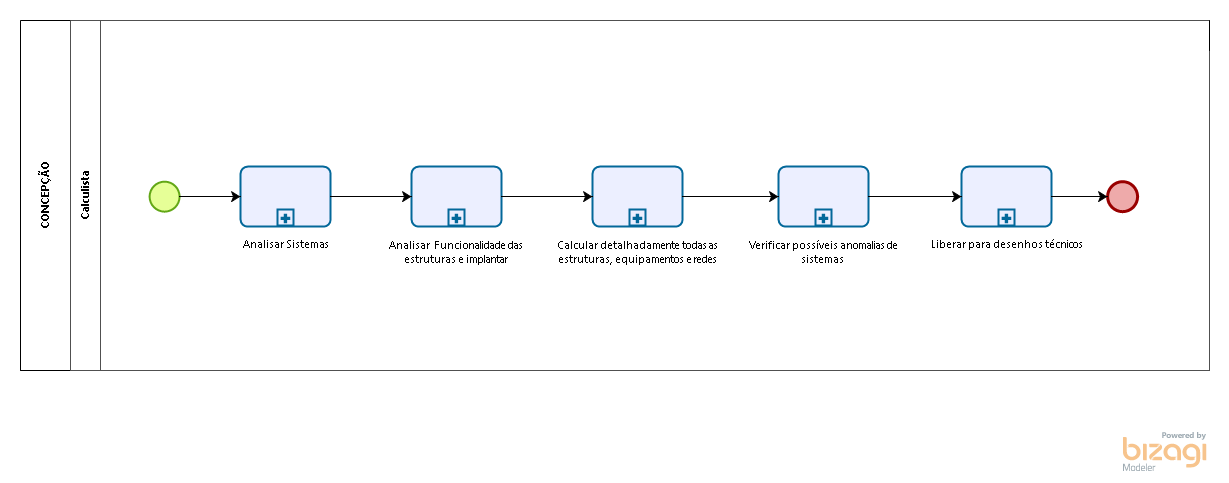 CONCEPÇÃO
Calculista
Analisar Sistemas
Analisar Funcionalidade das
estruturas e implantar
Calcular detalhadamente todas as
estruturas, equipamentos e redes
Verificar possíveis anomalias de
sistemas
Liberar para desenhos técnicos
Powered by
bizagi
Modeler